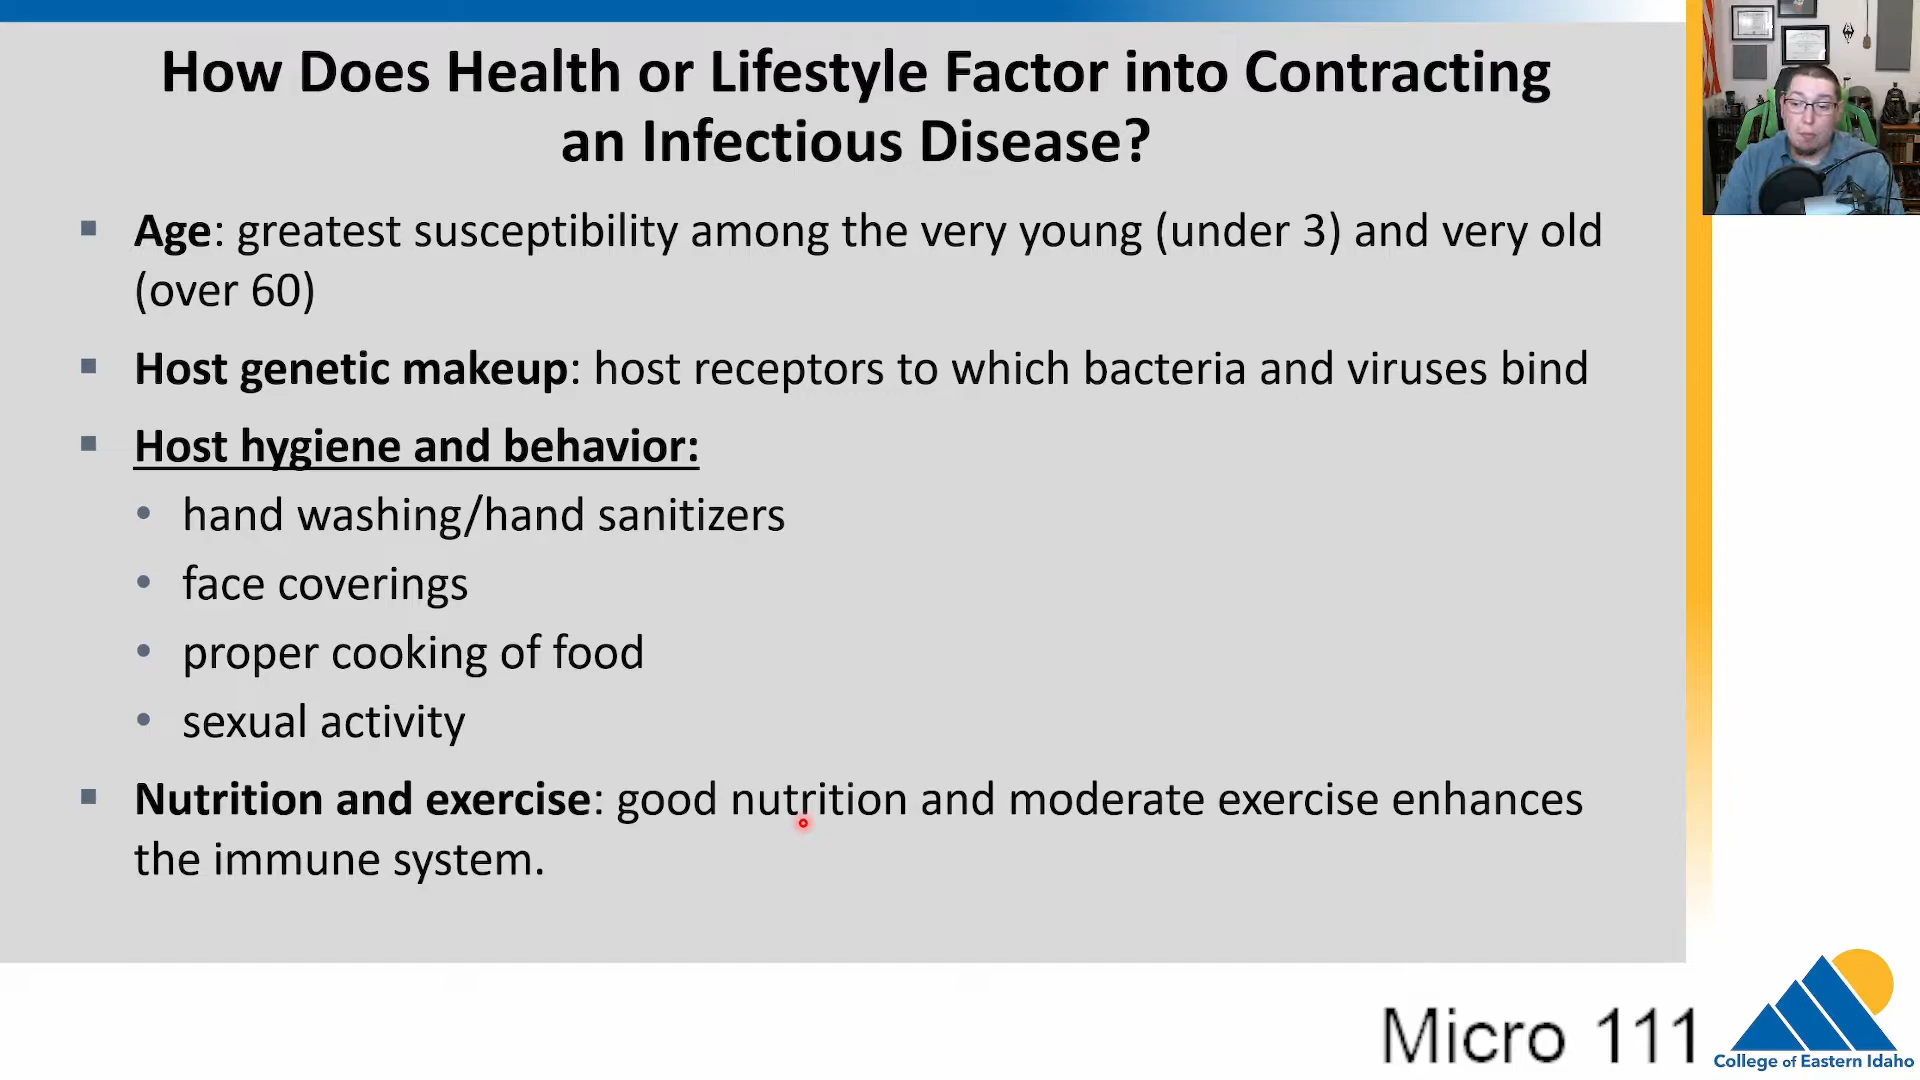 How Does Health or Lifestyle Factor into Contracting
an Infectious Disease?
Age: greatest susceptibility among the very young (under 3) and very old
(over 60)
Host genetic makeup: host receptors to which bacteria and viruses bind
Host hygiene and behavior:
hand washing/hand sanitizers
face coverings
proper cooking of food
sexual activity
Nutrition and exercise: good nutrition and moderate exercise enhances
the immune system.
Micro 111
College of Eastern Idaho